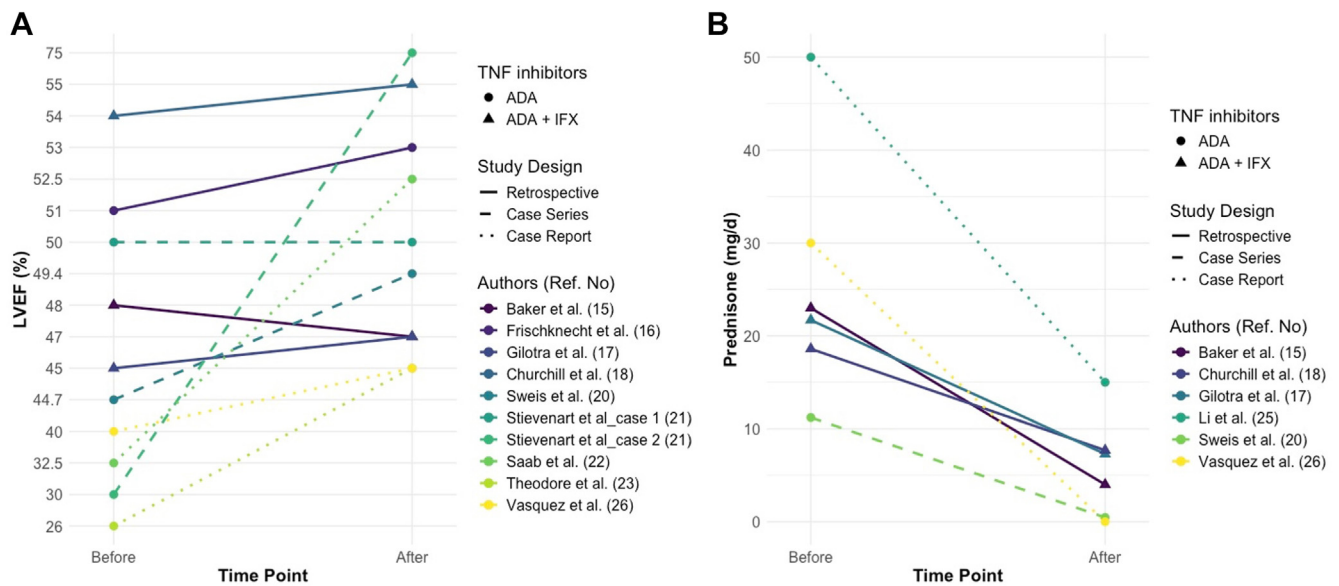 A
LVEF (%)
75
55
54
53
52.5
51
50
49.4
48
47
45
44.7
40
32.5
30
26
Before
After
Time Point
TNF inhibitors
ADA
ADA + IFX
Study Design
Retrospective
Case Series
Case Report
Authors (Ref. No)
Baker et al. (15)
Frischknecht et al. (16)
Gilotra et al. (17)
Churchill et al. (18)
Sweis et al. (20)
Stievenart et al_case 1 (21)
Stievenart et al_case 2 (21)
Saab et al. (22)
Theodore et al. (23)
Vasquez et al. (26)
B
Prednisone (mg/d)
50
40
30
20
10
0
Before
After
Time Point
TNF inhibitors
ADA
ADA + IFX
Study Design
Retrospective
Case Series
Case Report
Authors (Ref. No)
Baker et al. (15)
Churchill et al. (18)
Gilotra et al. (17)
Li et al. (25)
Sweis et al. (20)
Vasquez et al. (26)